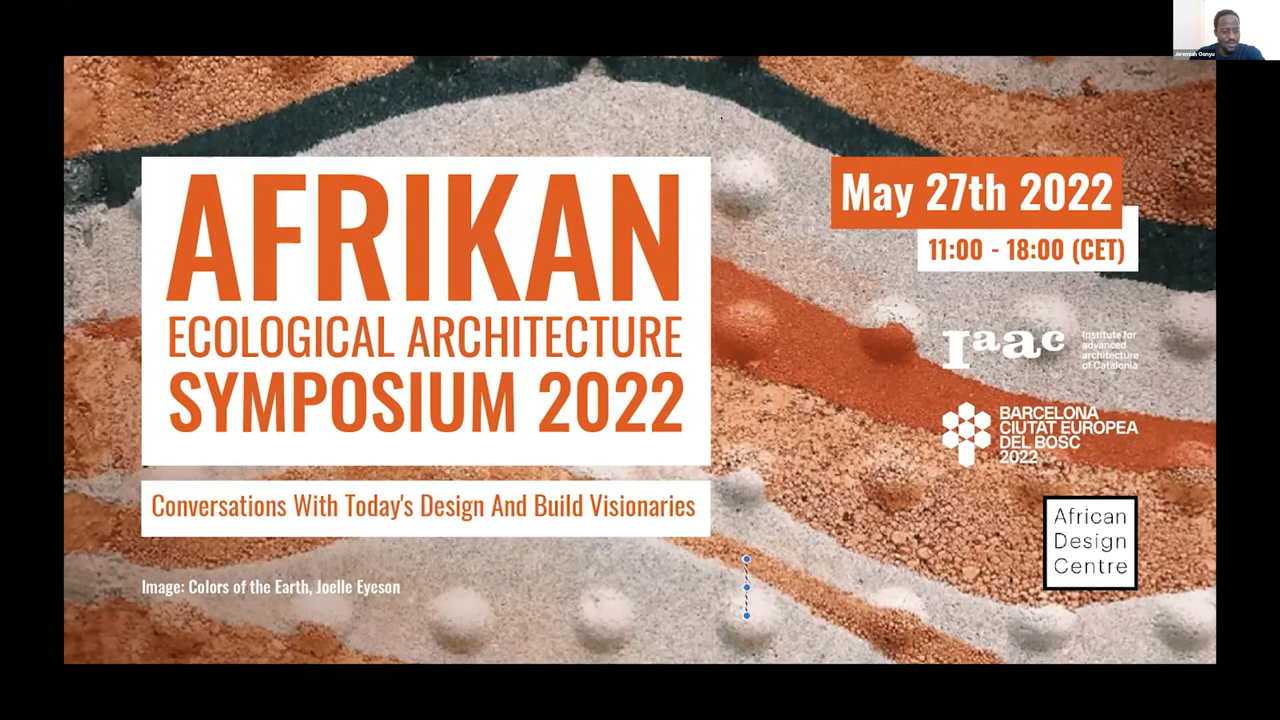 Jeremiah Oonyu
AFRIKAN
ECOLOGICAL ARCHITECTURE
SYMPOSIUM 2022
Conversations With Today's Design And Build Visionaries
Image: Colors of the Earth, Joelle Eyeson
May 27th 2022
11:00 - 18:00 (CET)
Iaac
Institute for
advanced
architecture
of Catalonia
BARCELONA
CIUTAT EUROPEA
DEL BOSC
2022
African
Design
Centre